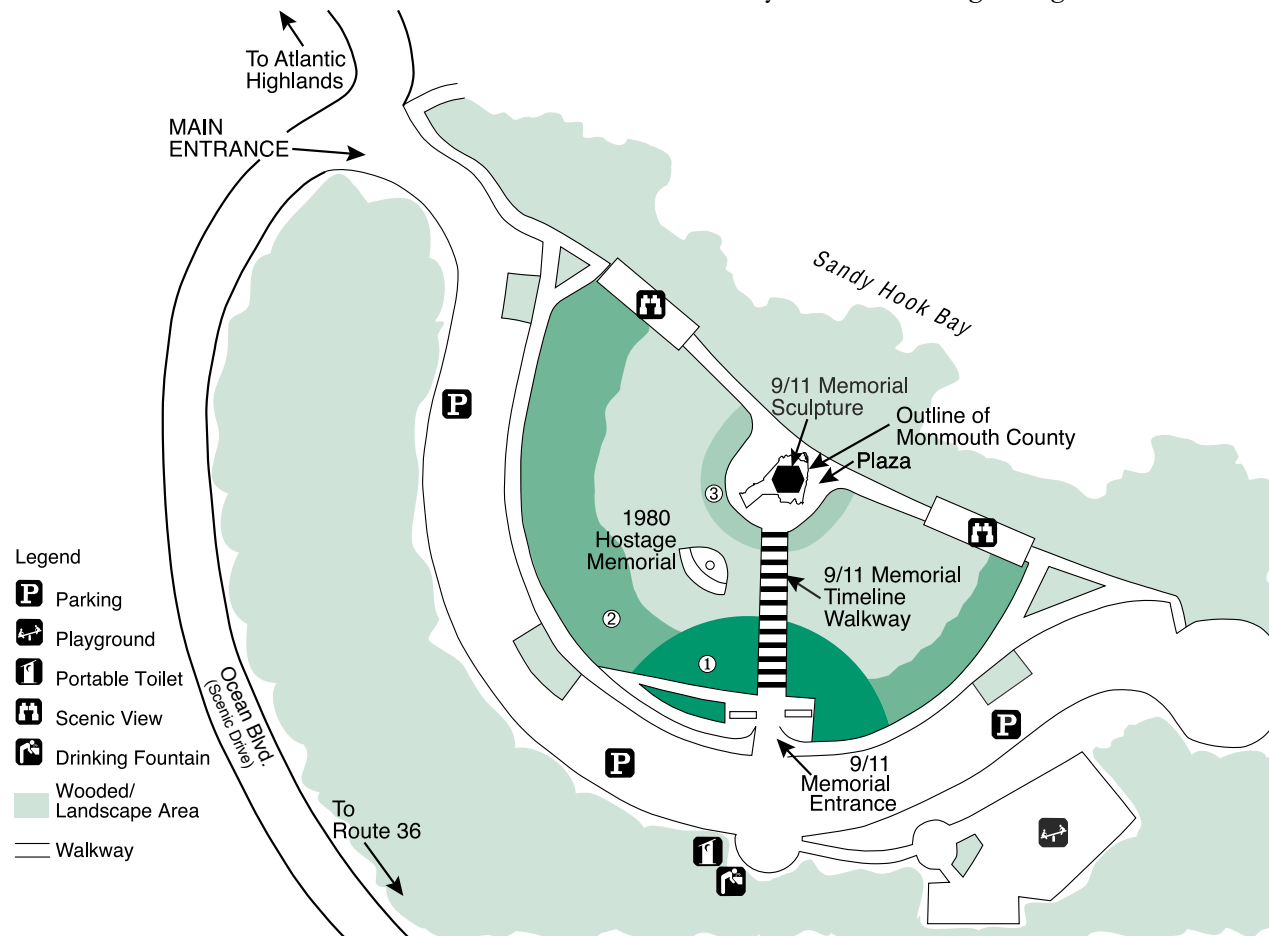 To Atlantic
Highlands
MAIN
ENTRANCE
Sandy Hook Bay
9/11 Memorial
Sculpture
Outline of
Monmouth County
Plaza
3
1980
Hostage
Memorial
9/11 Memorial
Timeline
Walkway
2
1
9/11
Memorial
Entrance
Ocean Blvd.
(Scenic Drive)
To
Route 36
P
P
P
Legend
P Parking
Playground
Portable Toilet
Scenic View
Drinking Fountain
Wooded/
Landscape Area
Walkway